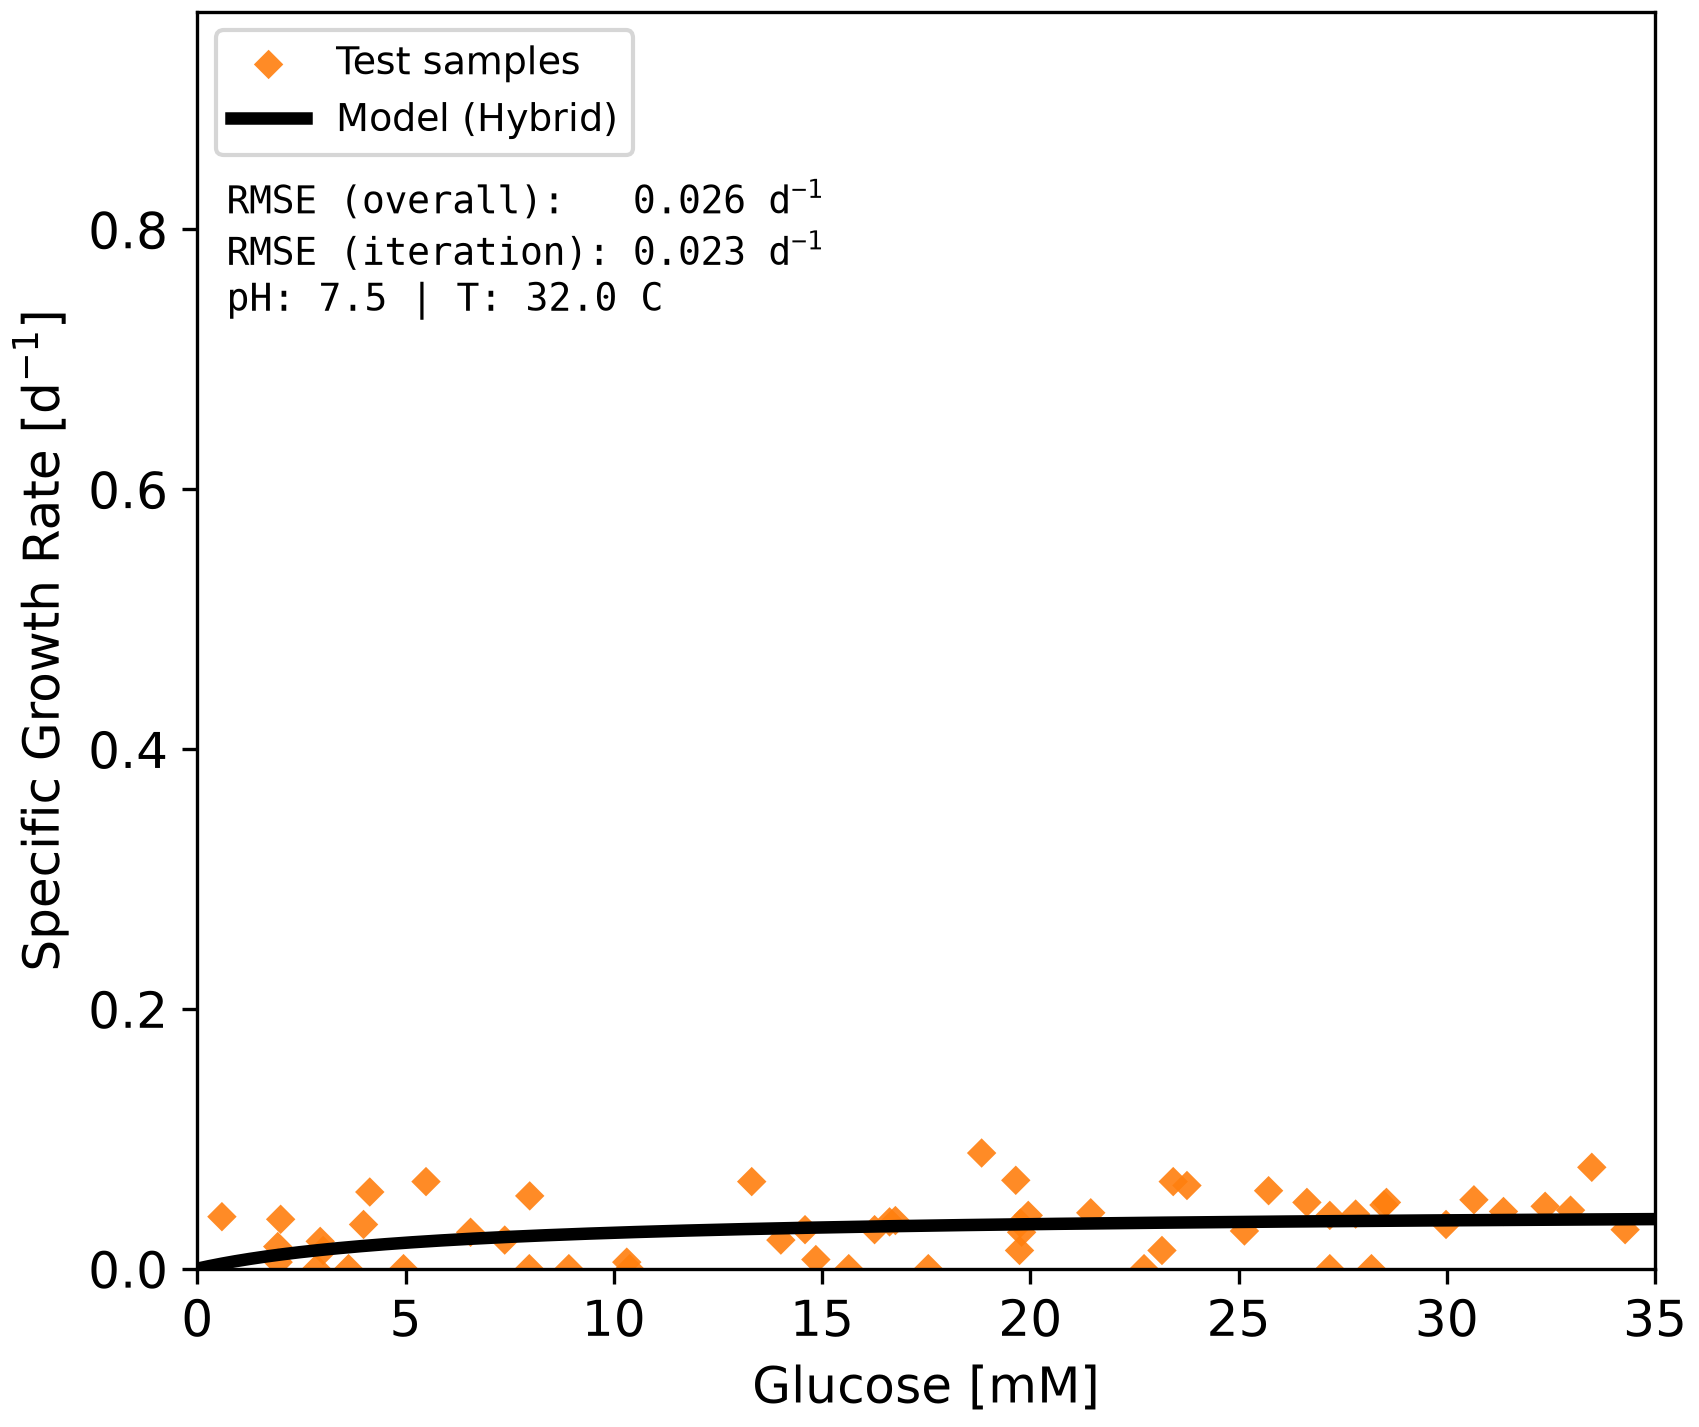 Test samples
Model (Hybrid)
RMSE (overall): 0.026 d⁻¹
RMSE (iteration): 0.023 d⁻¹
pH: 7.5 | T: 32.0 C
Specific Growth Rate [d⁻¹]
0.8
0.6
0.4
0.2
0.0
0 5 10 15 20 25 30 35
Glucose [mM]